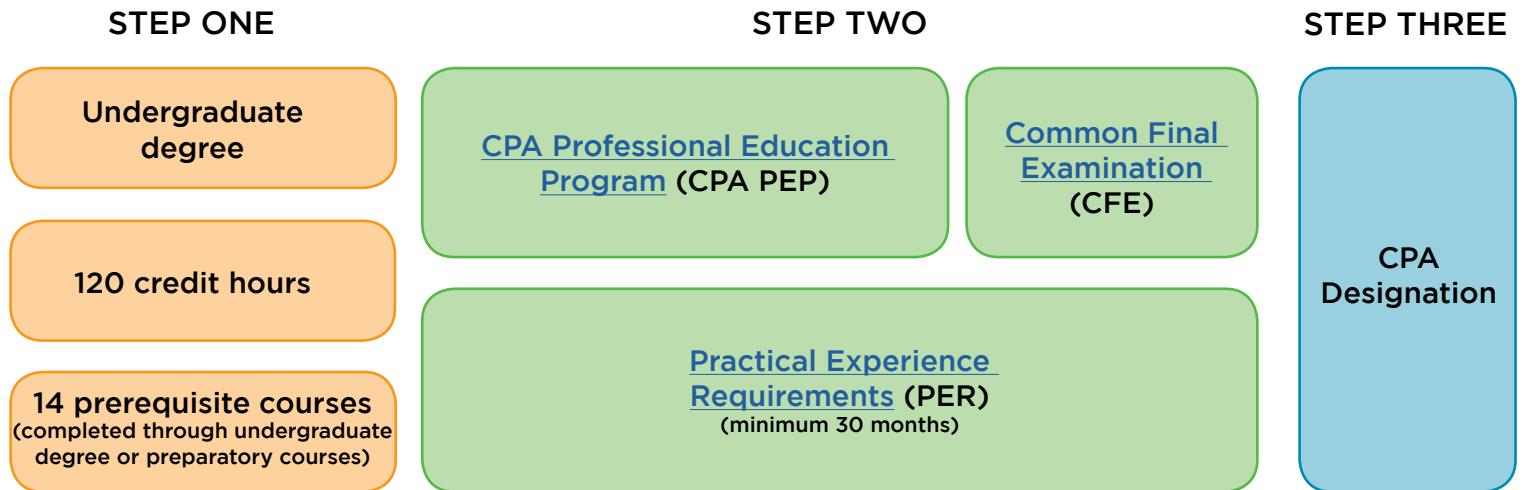 STEP ONE
Undergraduate
degree
120 credit hours
14 prerequisite courses
(completed through undergraduate
degree or preparatory courses)
STEP TWO
CPA Professional Education
Program (CPA PEP)
Common Final
Examination
(CFE)
Practical Experience
Requirements (PER)
(minimum 30 months)
STEP THREE
CPA
Designation